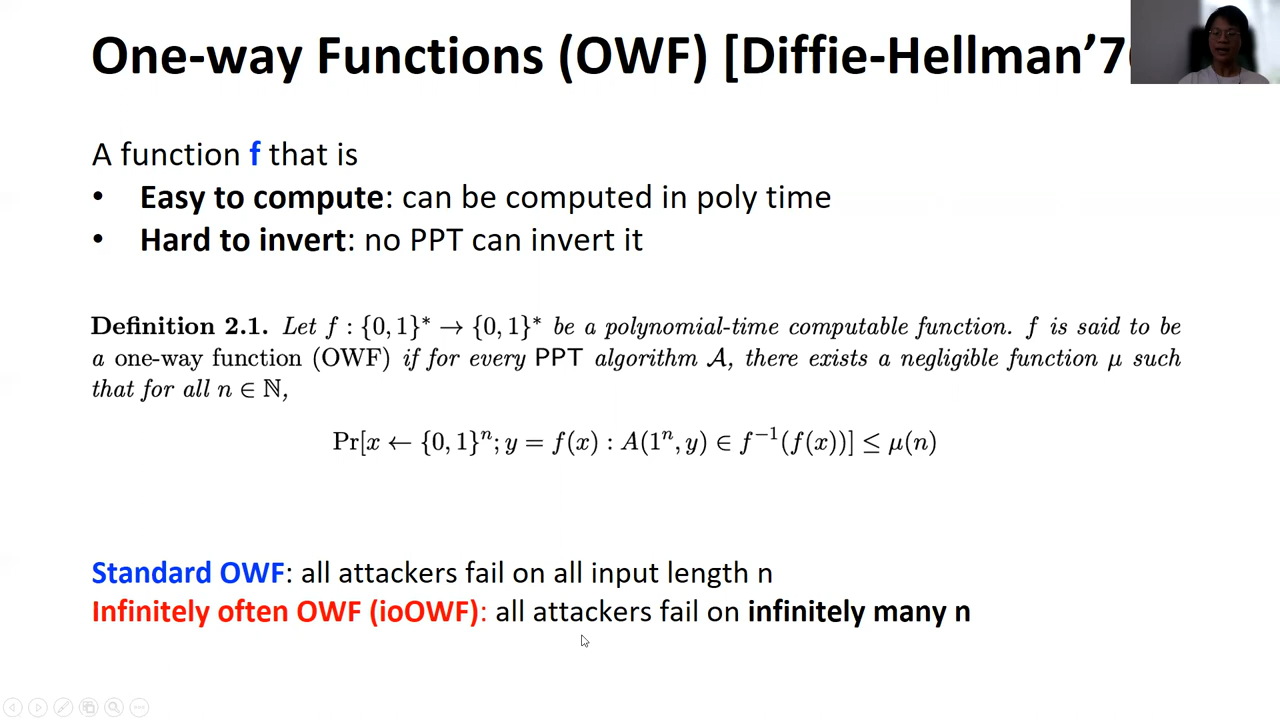 One-way Functions (OWF) [Diffie-Hellman’7
A function f that is
• Easy to compute: can be computed in poly time
• Hard to invert: no PPT can invert it
Definition 2.1. Let f : {0, 1}* → {0, 1}* be a polynomial-time computable function. f is said to be
a one-way function (OWF) if for every PPT algorithm 𝒜, there exists a negligible function μ such
that for all n ∈ ℕ,
Pr[x ← {0, 1}ⁿ; y = f(x) : A(1ⁿ, y) ∈ f⁻¹(f(x))] ≤ μ(n)
Standard OWF: all attackers fail on all input length n
Infinitely often OWF (ioOWF): all attackers fail on infinitely many n